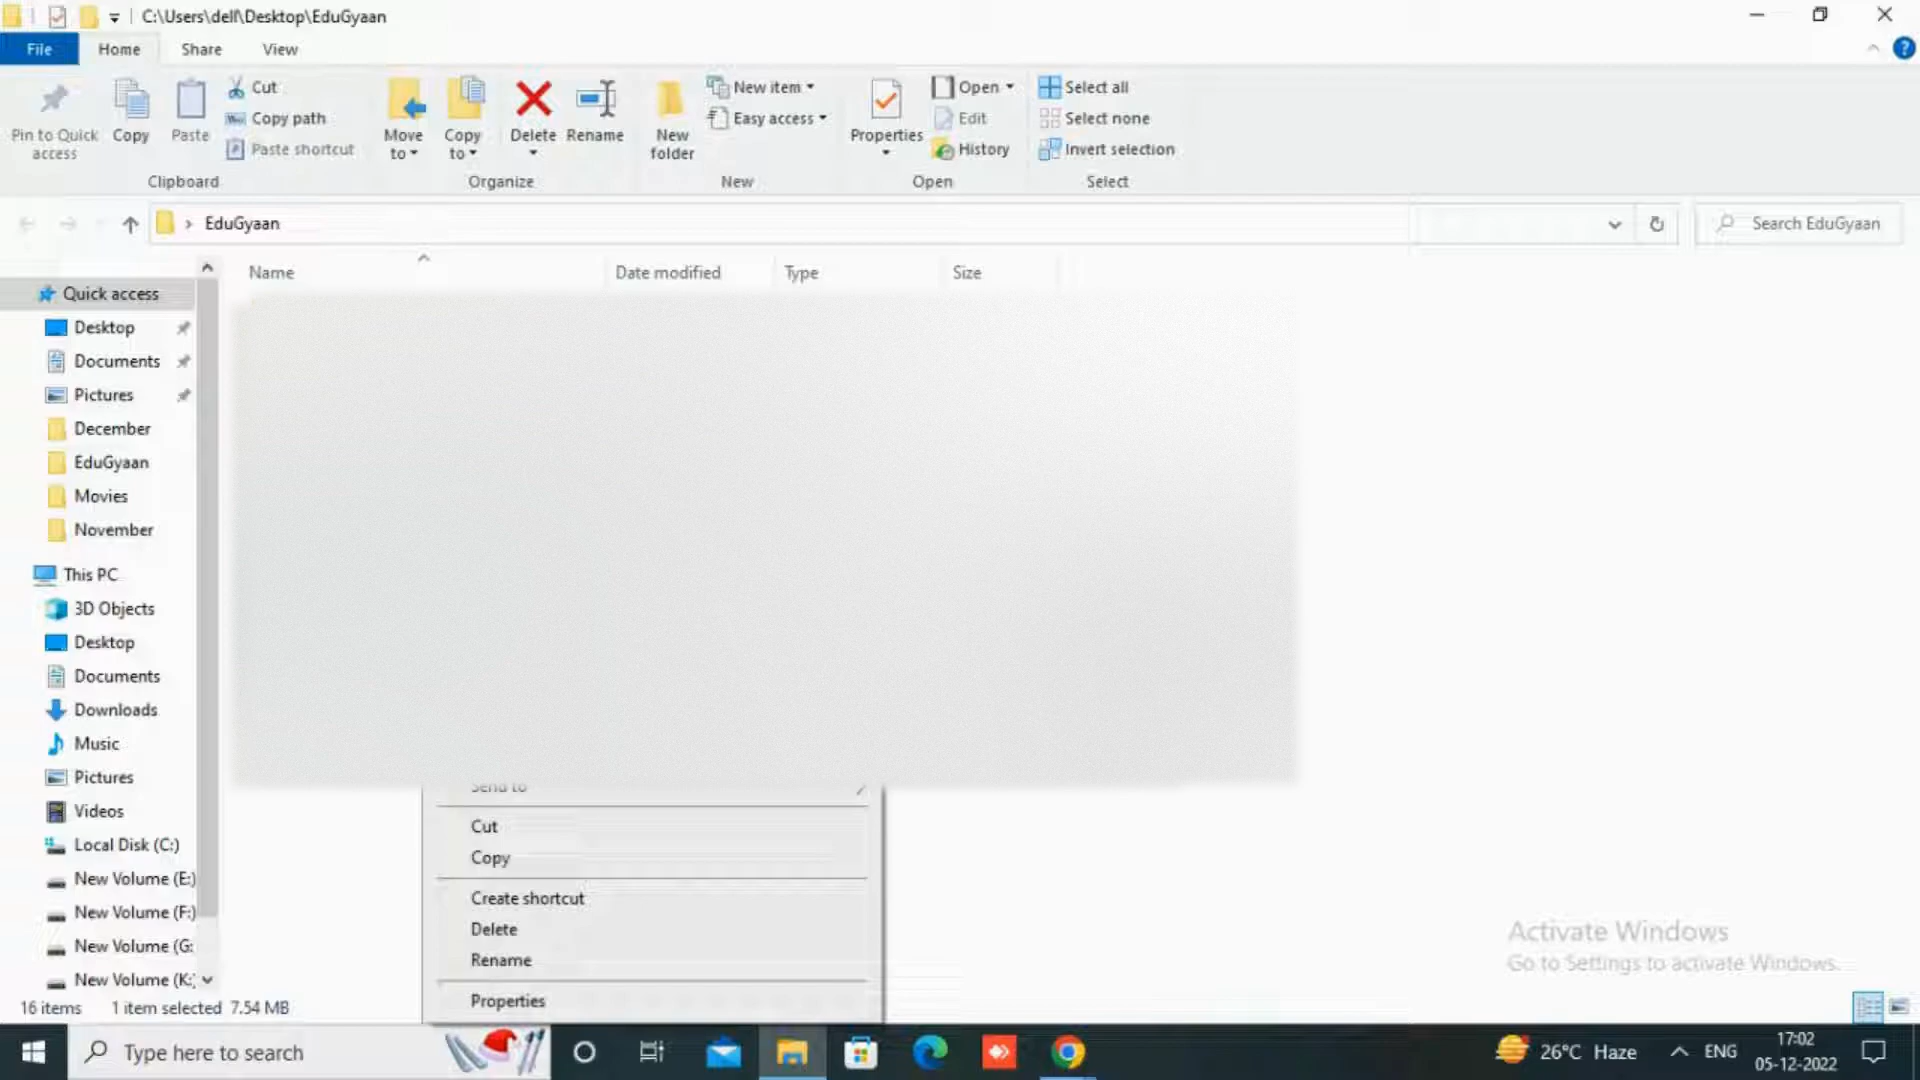 C:\Users\dell\Desktop\EduGyaan
File Home Share View
Pin to Quick access
Copy
Paste
Cut
Copy path
Paste shortcut
Move to
Copy to
Delete
Rename
New folder
New item
Easy access
Properties
Open
Edit
History
Select all
Select none
Invert selection
Clipboard Organize New Open Select
EduGyaan
Search EduGyaan
Name Date modified Type Size
Quick access
Desktop
Documents
Pictures
December
EduGyaan
Movies
November
This PC
3D Objects
Desktop
Documents
Downloads
Music
Pictures
Videos
Local Disk (C:)
New Volume (E:)
New Volume (F:)
New Volume (G:
New Volume (K:)
Send to
Cut
Copy
Create shortcut
Delete
Rename
Properties
Activate Windows
Go to Settings to activate Windows.
16 items 1 item selected 7.54 MB
Type here to search
26°C Haze
ENG
17:02
05-12-2022